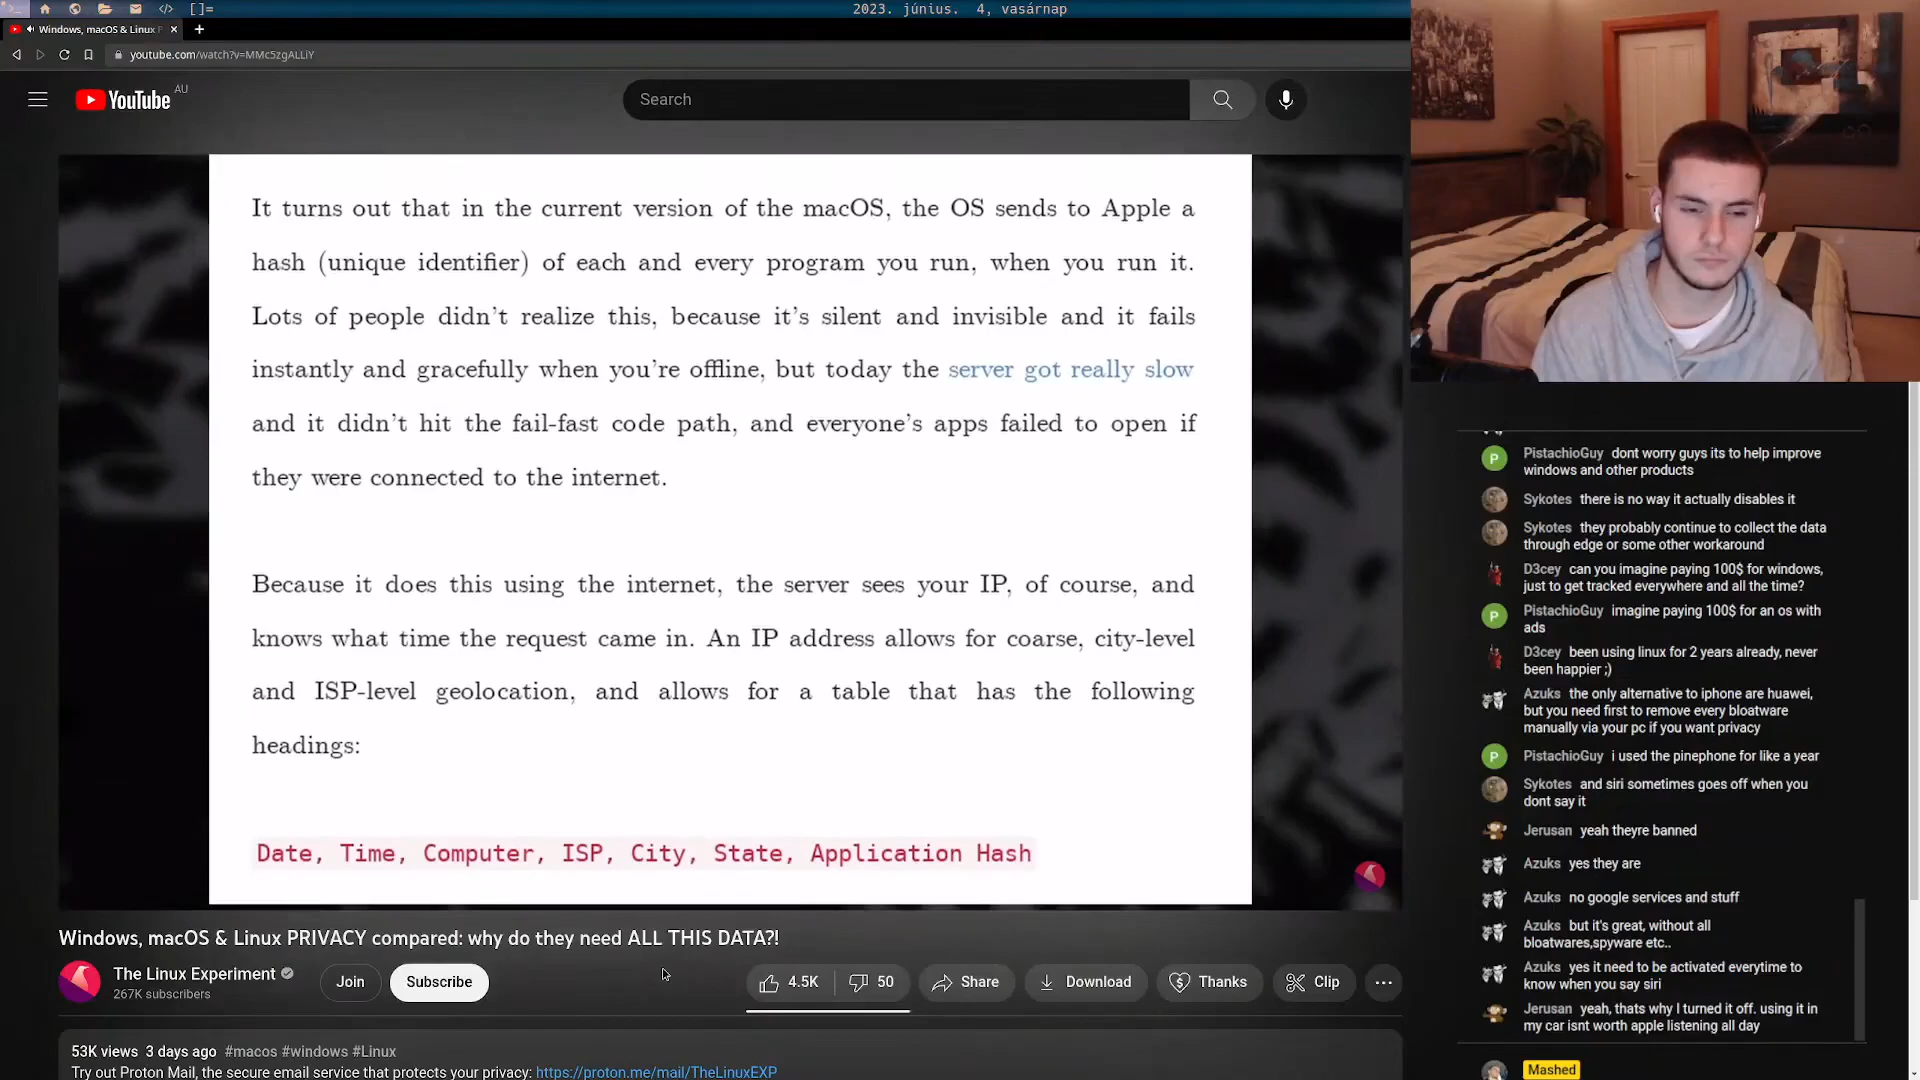 []=
2023. június. 4, vasárnap
Windows, macOS & Linux P
youtube.com/watch?v=MMc5zgALLiY
YouTube AU
Search
It turns out that in the current version of the macOS, the OS sends to Apple a
hash (unique identifier) of each and every program you run, when you run it.
Lots of people didn't realize this, because it's silent and invisible and it fails
instantly and gracefully when you're offline, but today the server got really slow
and it didn't hit the fail-fast code path, and everyone's apps failed to open if
they were connected to the internet.
Because it does this using the internet, the server sees your IP, of course, and
knows what time the request came in. An IP address allows for coarse, city-level
and ISP-level geolocation, and allows for a table that has the following
headings:
Date, Time, Computer, ISP, City, State, Application Hash
Windows, macOS & Linux PRIVACY compared: why do they need ALL THIS DATA?!
The Linux Experiment
267K subscribers
Join
Subscribe
4.5K
50
Share
Download
Thanks
Clip
53K views 3 days ago #macos #windows #Linux
Try out Proton Mail, the secure email service that protects your privacy: https://proton.me/mail/TheLinuxEXP
P
PistachioGuy dont worry guys its to help improve
windows and other products
Sykotes there is no way it actually disables it
Sykotes they probably continue to collect the data
through edge or some other workaround
D3cey can you imagine paying 100$ for windows,
just to get tracked everywhere and all the time?
P
PistachioGuy imagine paying 100$ for an os with
ads
D3cey been using linux for 2 years already, never
been happier ;)
Azuks the only alternative to iphone are huawei,
but you need first to remove every bloatware
manually via your pc if you want privacy
P
PistachioGuy i used the pinephone for like a year
Sykotes and siri sometimes goes off when you
dont say it
Jerusan yeah theyre banned
Azuks yes they are
Azuks no google services and stuff
Azuks but it's great, without all
bloatwares,spyware etc..
Azuks yes it need to be activated everytime to
know when you say siri
Jerusan yeah, thats why I turned it off. using it in
my car isnt worth apple listening all day
Mashed